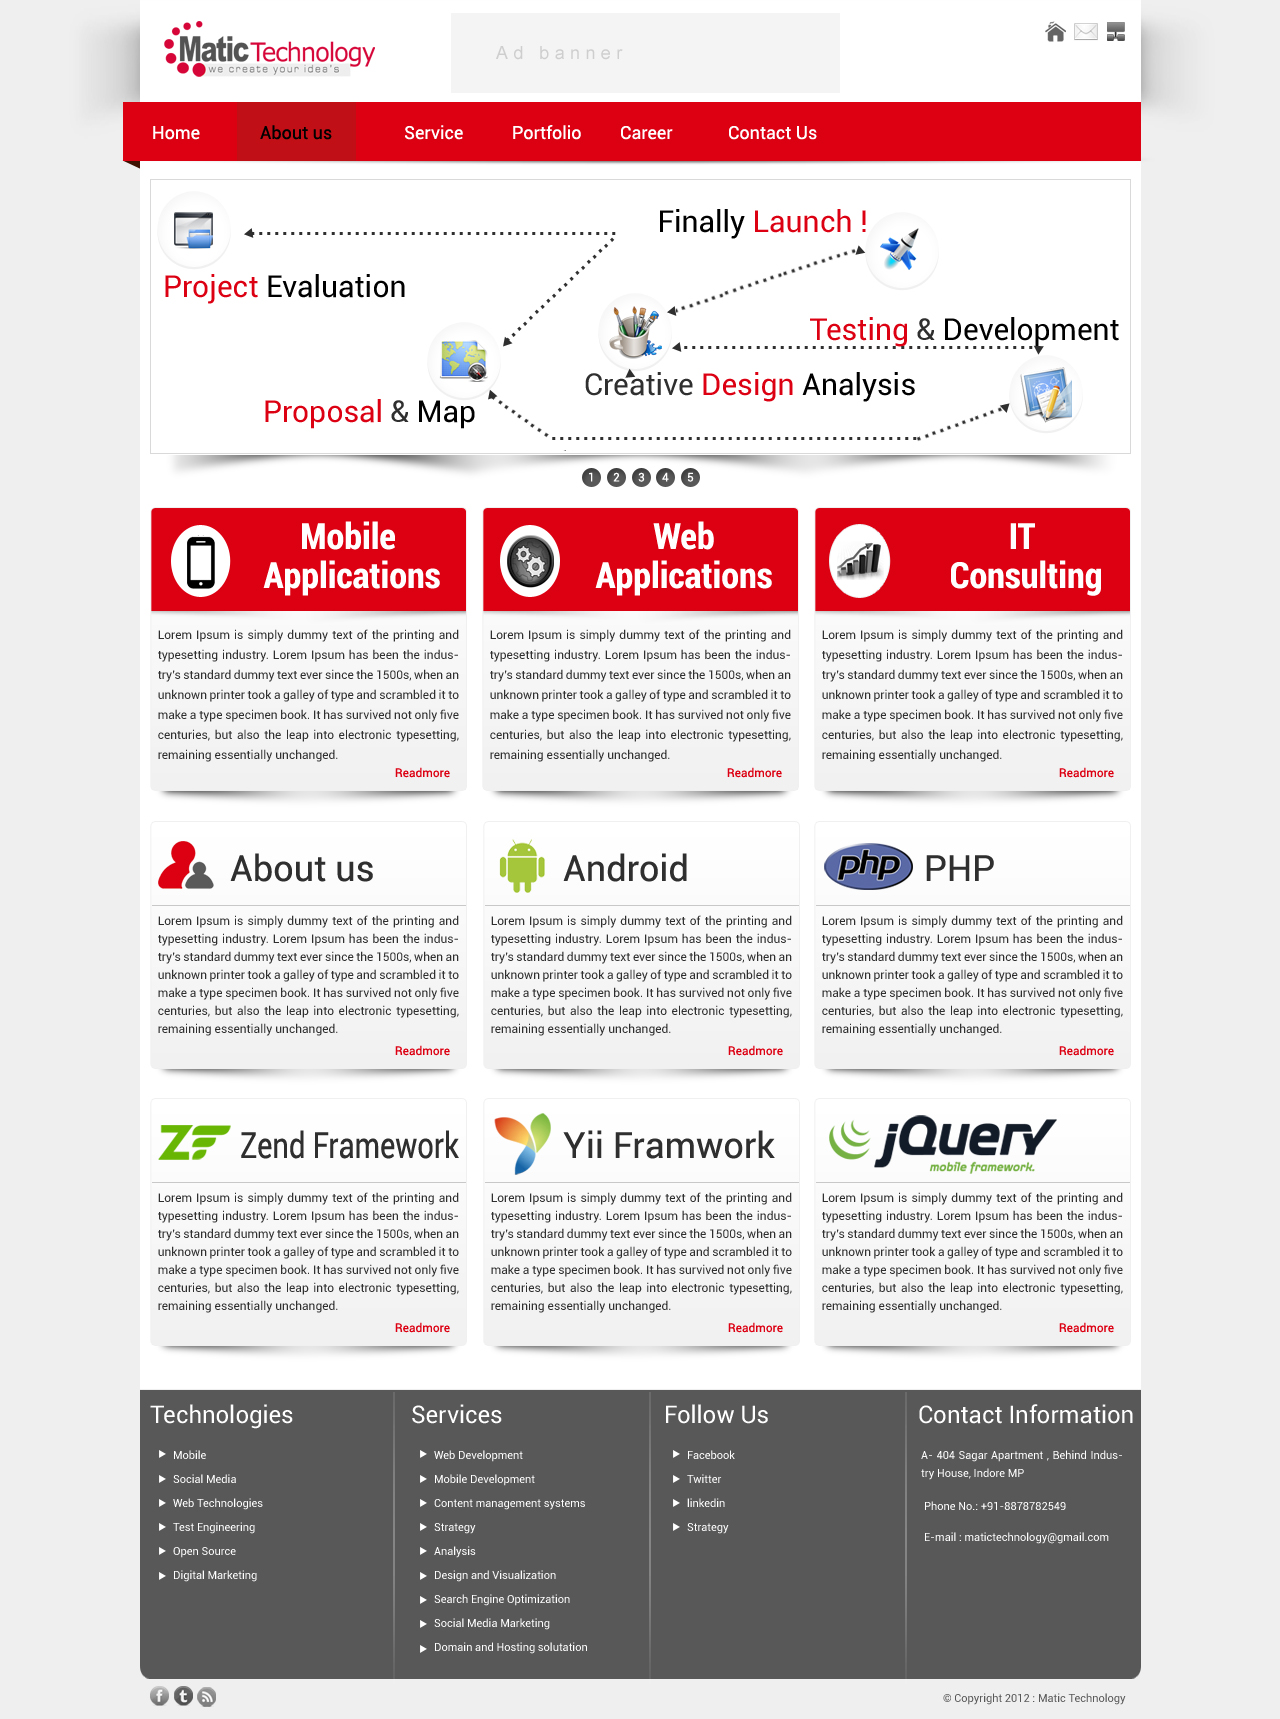 Matic Technology
we create your idea's
Ad banner
Home About us Service Portfolio Career Contact Us
Finally Launch !
Project Evaluation
Testing & Development
Creative Design Analysis
Proposal & Map
1 2 3 4 5
Mobile
Applications
Lorem Ipsum is simply dummy text of the printing and
typesetting industry. Lorem Ipsum has been the indus-
try's standard dummy text ever since the 1500s, when an
unknown printer took a galley of type and scrambled it to
make a type specimen book. It has survived not only five
centuries, but also the leap into electronic typesetting,
remaining essentially unchanged.
Readmore
Web
Applications
Lorem Ipsum is simply dummy text of the printing and
typesetting industry. Lorem Ipsum has been the indus-
try's standard dummy text ever since the 1500s, when an
unknown printer took a galley of type and scrambled it to
make a type specimen book. It has survived not only five
centuries, but also the leap into electronic typesetting,
remaining essentially unchanged.
Readmore
IT
Consulting
Lorem Ipsum is simply dummy text of the printing and
typesetting industry. Lorem Ipsum has been the indus-
try's standard dummy text ever since the 1500s, when an
unknown printer took a galley of type and scrambled it to
make a type specimen book. It has survived not only five
centuries, but also the leap into electronic typesetting,
remaining essentially unchanged.
Readmore
About us
Lorem Ipsum is simply dummy text of the printing and
typesetting industry. Lorem Ipsum has been the indus-
try's standard dummy text ever since the 1500s, when an
unknown printer took a galley of type and scrambled it to
make a type specimen book. It has survived not only five
centuries, but also the leap into electronic typesetting,
remaining essentially unchanged.
Readmore
Android
Lorem Ipsum is simply dummy text of the printing and
typesetting industry. Lorem Ipsum has been the indus-
try's standard dummy text ever since the 1500s, when an
unknown printer took a galley of type and scrambled it to
make a type specimen book. It has survived not only five
centuries, but also the leap into electronic typesetting,
remaining essentially unchanged.
Readmore
php PHP
Lorem Ipsum is simply dummy text of the printing and
typesetting industry. Lorem Ipsum has been the indus-
try's standard dummy text ever since the 1500s, when an
unknown printer took a galley of type and scrambled it to
make a type specimen book. It has survived not only five
centuries, but also the leap into electronic typesetting,
remaining essentially unchanged.
Readmore
ZF Zend Framework
Lorem Ipsum is simply dummy text of the printing and
typesetting industry. Lorem Ipsum has been the indus-
try's standard dummy text ever since the 1500s, when an
unknown printer took a galley of type and scrambled it to
make a type specimen book. It has survived not only five
centuries, but also the leap into electronic typesetting,
remaining essentially unchanged.
Readmore
Yii Framwork
Lorem Ipsum is simply dummy text of the printing and
typesetting industry. Lorem Ipsum has been the indus-
try's standard dummy text ever since the 1500s, when an
unknown printer took a galley of type and scrambled it to
make a type specimen book. It has survived not only five
centuries, but also the leap into electronic typesetting,
remaining essentially unchanged.
Readmore
jQuery
mobile framework.
Lorem Ipsum is simply dummy text of the printing and
typesetting industry. Lorem Ipsum has been the indus-
try's standard dummy text ever since the 1500s, when an
unknown printer took a galley of type and scrambled it to
make a type specimen book. It has survived not only five
centuries, but also the leap into electronic typesetting,
remaining essentially unchanged.
Readmore
Technologies
Mobile
Social Media
Web Technologies
Test Engineering
Open Source
Digital Marketing
Services
Web Development
Mobile Development
Content management systems
Strategy
Analysis
Design and Visualization
Search Engine Optimization
Social Media Marketing
Domain and Hosting solutation
Follow Us
Facebook
Twitter
linkedin
Strategy
Contact Information
A- 404 Sagar Apartment , Behind Indus-
try House, Indore MP
Phone No.: +91-8878782549
E-mail : matictechnology@gmail.com
f t
© Copyright 2012 : Matic Technology